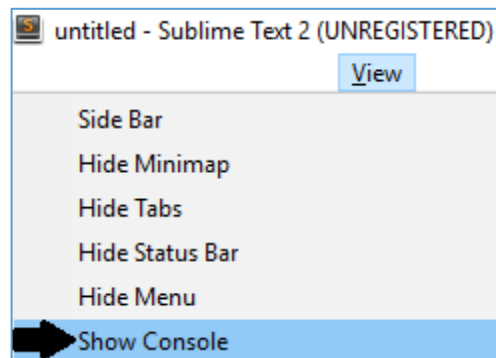 untitled - Sublime Text 2 (UNREGISTERED)
View
Side Bar
Hide Minimap
Hide Tabs
Hide Status Bar
Hide Menu
Show Console